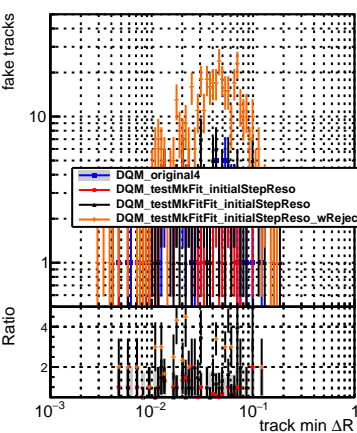 fake tracks
10
DQM_original4
DQM_testMkFit_initialStepReso
DQM_testMkFitFit_initialStepReso
DQM_testMkFitFit_initialStepReso_wRejec
1
Ratio
4
2
10⁻³ 10⁻² 10⁻¹ 1
track min ΔR